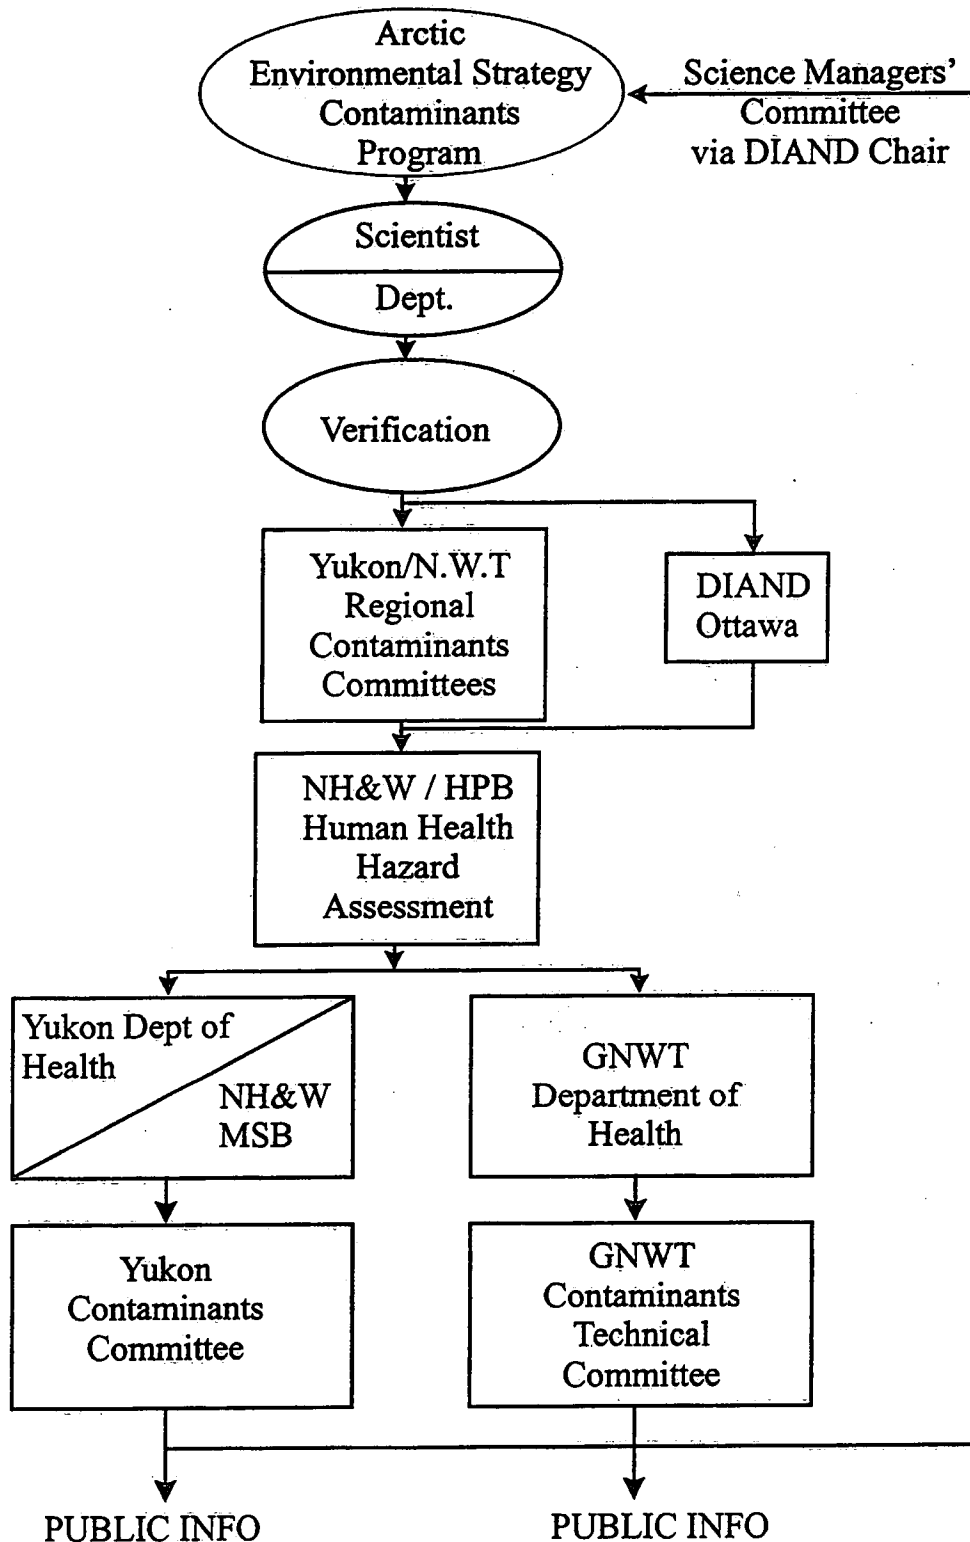 Arctic
Environmental Strategy
Contaminants
Program
Science Managers'
Committee
via DIAND Chair
Scientist
Dept.
Verification
Yukon/N.W.T
Regional
Contaminants
Committees
DIAND
Ottawa
NH&W / HPB
Human Health
Hazard
Assessment
Yukon Dept of
Health
NH&W
MSB
GNWT
Department of
Health
Yukon
Contaminants
Committee
GNWT
Contaminants
Technical
Committee
PUBLIC INFO
PUBLIC INFO